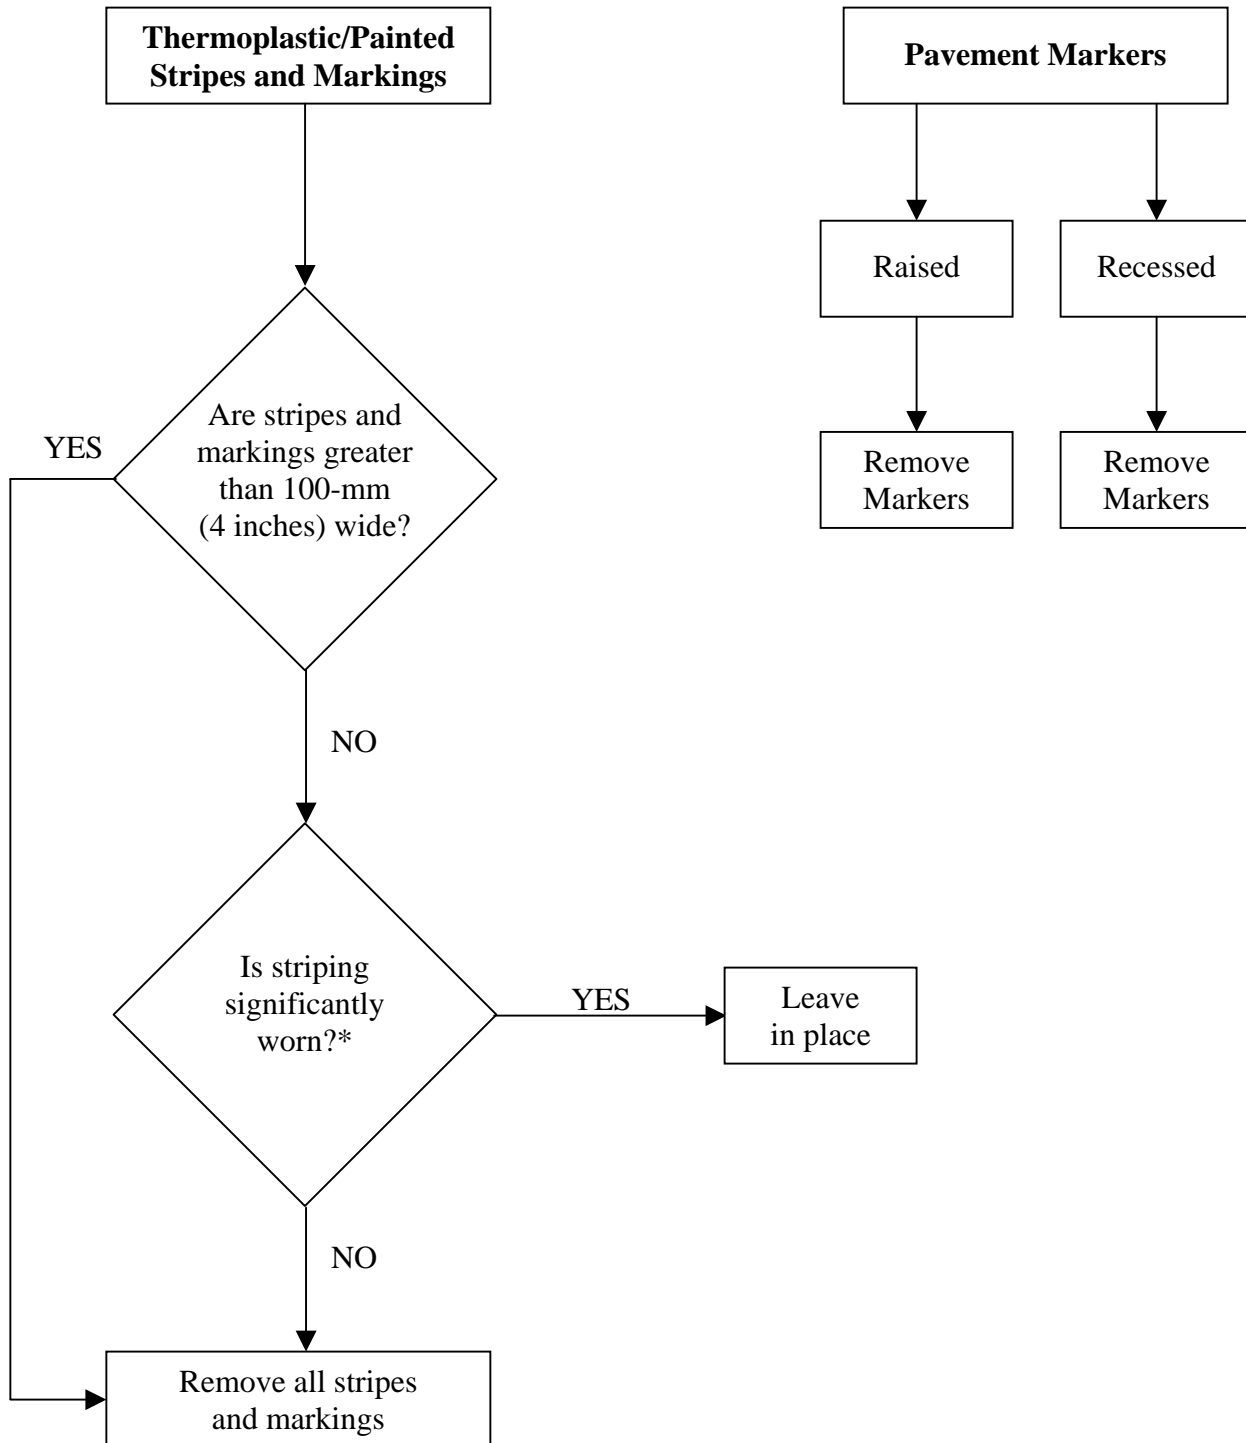 Thermoplastic/Painted
Stripes and Markings
Pavement Markers
Raised
Recessed
Remove
Markers
Remove
Markers
Are stripes and
markings greater
than 100-mm
(4 inches) wide?
YES
NO
Is striping
significantly
worn?*
YES
Leave
in place
NO
Remove all stripes
and markings